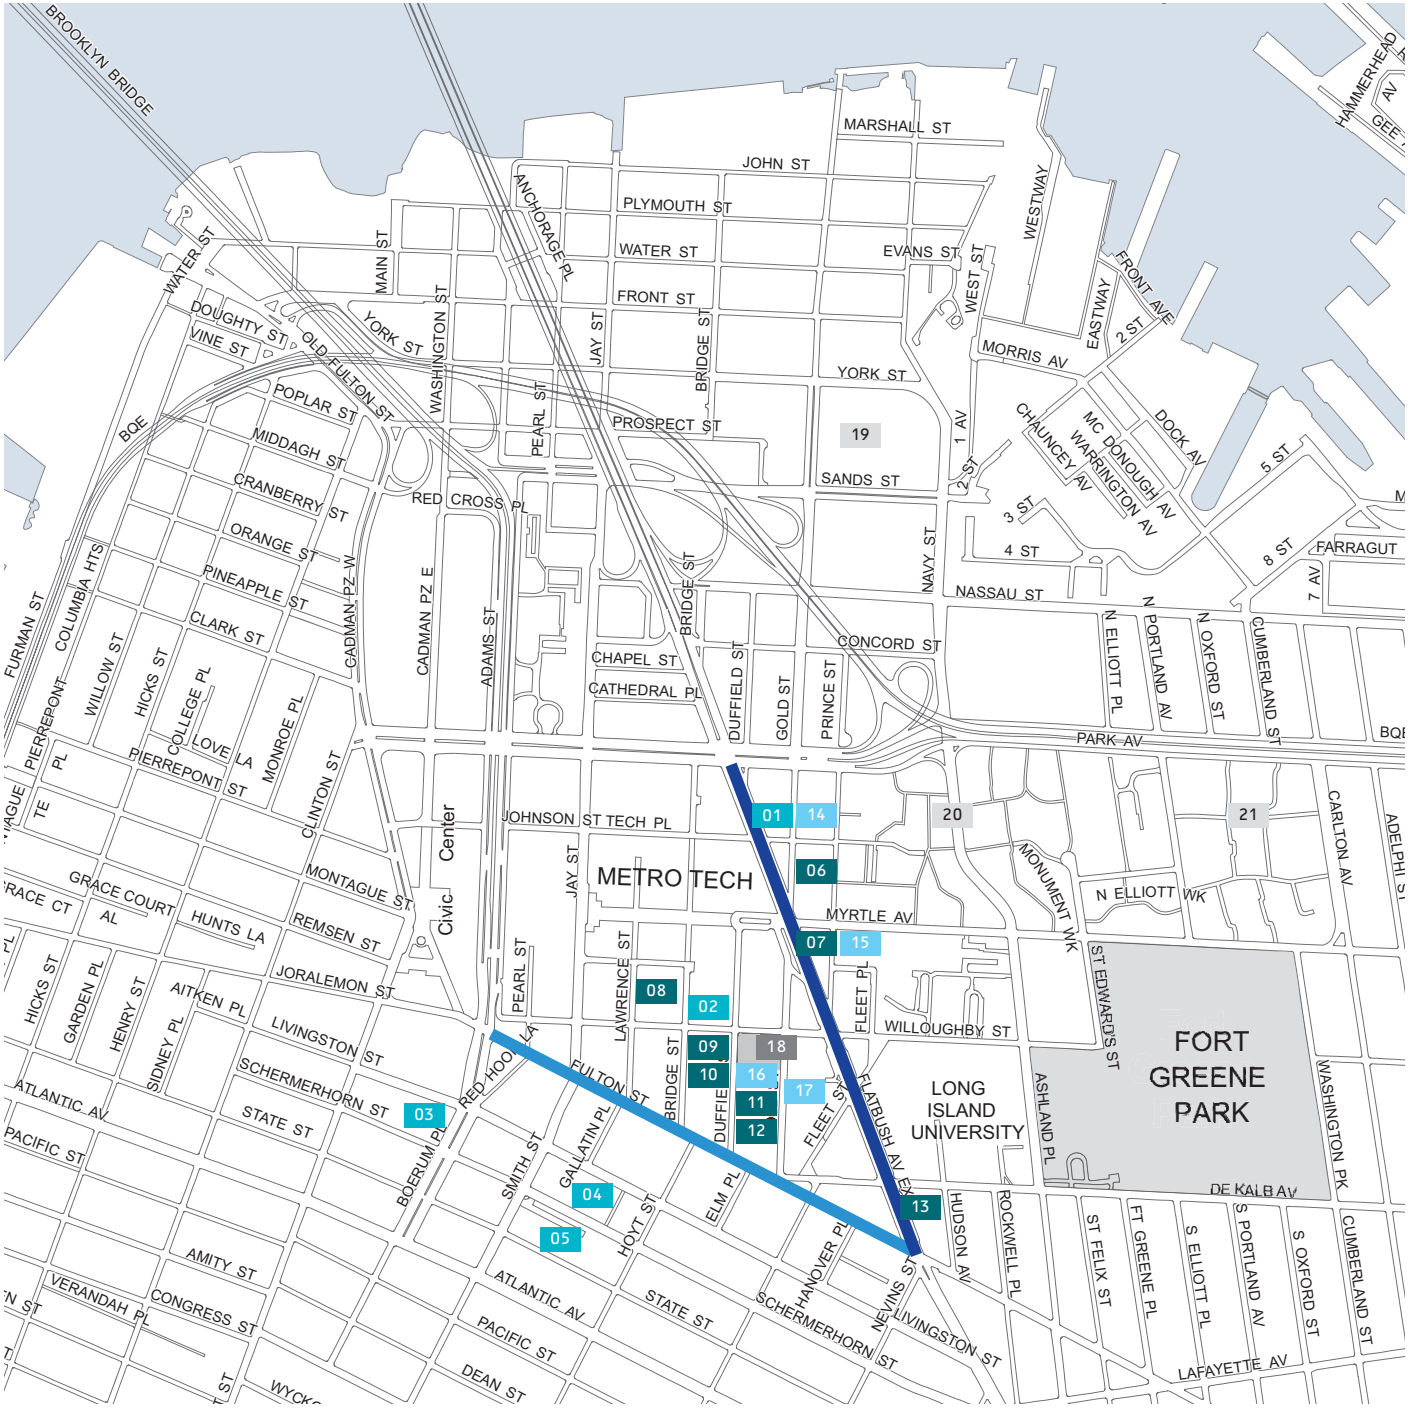 BROOKLYN BRIDGE
HAMMERHEAD AV
GEE
MARSHALL ST
JOHN ST
ANCHORAGE PL
PLYMOUTH ST
WESTWAY
WATER ST
MAIN ST
WATER ST
EVANS ST
WEST ST
FRONT AVE
FRONT ST
DOUGHTY ST
VINE ST
OLD FULTON ST
YORK ST
WASHINGTON ST
JAY ST
BRIDGE ST
EASTWAY
2 ST
MORRIS AV
YORK ST
POPLAR ST
PEARL ST
PROSPECT ST
BQE
MIDDAGH ST
19
1 AV
CHAUNCEY AV
MC DONOUGH AV
WARRINGTON AV
DOCK AV
5 ST
CRANBERRY ST
RED CROSS PL
SANDS ST
2 ST
3 ST
ORANGE ST
4 ST
8 ST
FARRAGUT
7 AV
PINEAPPLE ST
COLUMBIA HTS
FURMAN ST
CADMAN PZ W
CADMAN PZ E
ADAMS ST
BRIDGE ST
NAVY ST
NASSAU ST
CLARK ST
WILLOW ST
HICKS ST
COLLEGE PL
CHAPEL ST
CATHEDRAL PL
DUFFIELD ST
GOLD ST
PRINCE ST
CONCORD ST
N ELLIOTT PL
N PORTLAND AV
N OXFORD ST
CUMBERLAND ST
PIERREPONT PL
LOVE LA
MONROE PL
PIERREPONT ST
CLINTON ST
PARK AV
BQE
TE
Civic Center
JOHNSON ST TECH PL
01
14
20
21
CARLTON AV
ADELPHI ST
METRO TECH
06
JAY ST
MONUMENT WK
N ELLIOTT WK
MONTAGUE ST
GRACE COURT AL
HUNTS LA
REMSEN ST
MYRTLE AV
07
15
HICKS ST
GARDEN PL
HENRY ST
SIDNEY PL
AITKEN PL
JORALEMON ST
PEARL ST
LAWRENCE ST
08
02
FLEET PL
WILLOUGHBY ST
ST EDWARD'S ST
LIVINGSTON ST
RED HOOK LA
FULTON ST
BRIDGE ST
09
18
10
16
17
11
12
FLEET ST
FLATBUSH AV EX
LONG
ISLAND
UNIVERSITY
ASHLAND PL
FORT
GREENE
PARK
WASHINGTON PK
SCHERMERHORN ST
ATLANTIC AV
STATE ST
03
PACIFIC ST
BOERUM PL
SMITH ST
GALLATIN PL
04
05
HOYT ST
ELM PL
HANOVER PL
13
HUDSON AV
ROCKWELL PL
DE KALB AV
ST FELIX ST
FT GREENE PL
S ELLIOTT PL
S PORTLAND AV
S OXFORD ST
CUMBERLAND ST
AMITY ST
VERANDAH PL
CONGRESS ST
ATLANTIC AV
STATE ST
SCHERMERHORN ST
NEVINS ST
LIVINGSTON ST
PACIFIC ST
DEAN ST
LAFAYETTE AV